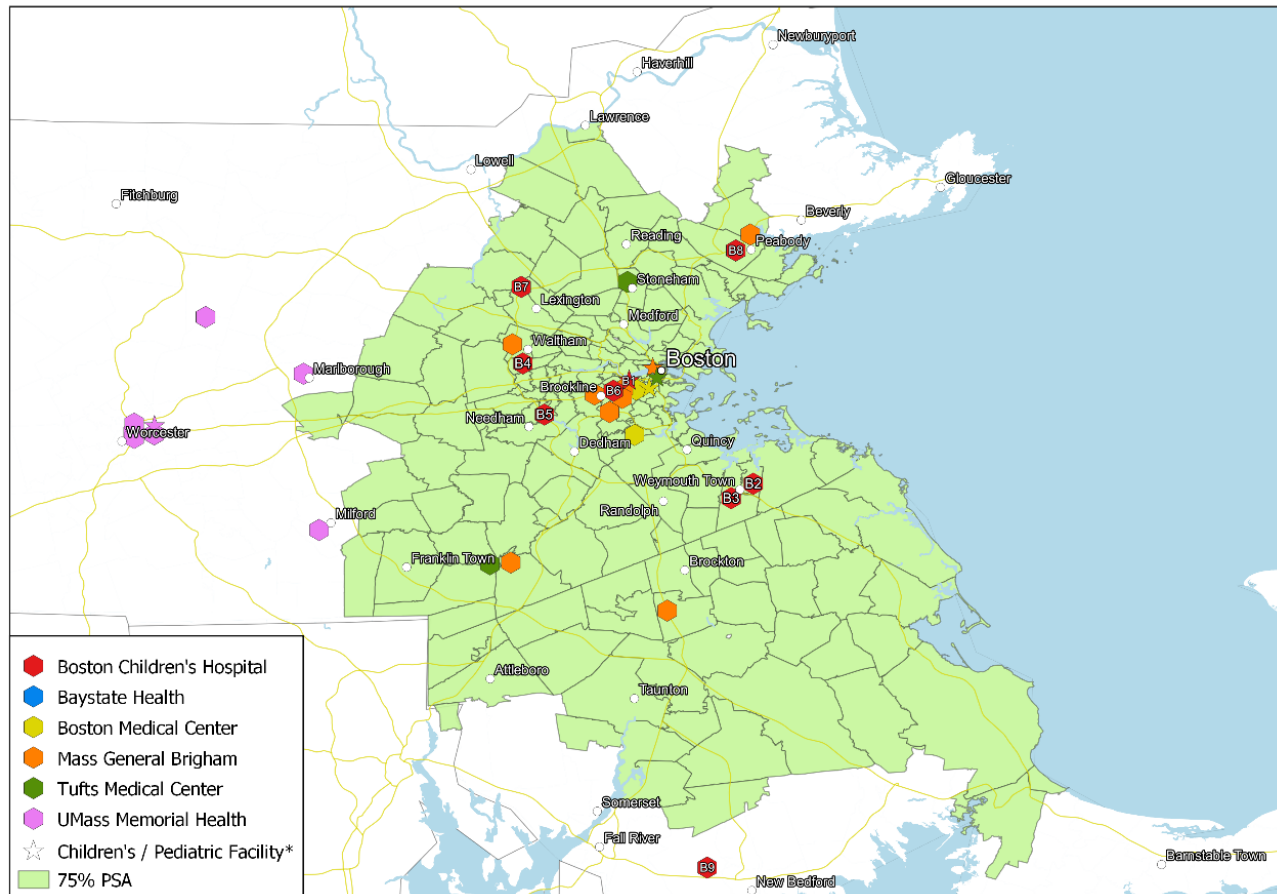 Newburyport
Haverhill
Lawrence
Lowell
Gloucester
Fitchburg
Beverly
Reading
Peabody
B8
Stoneham
B7
Lexington
Medford
Waltham
Boston
B4
Marlborough
B1
Brookline
B6
B5
Needham
Worcester
Dedham
Quincy
Weymouth Town
B2
B3
Randolph
Milford
Franklin Town
Brockton
Attleboro
Taunton
Somerset
Fall River
B9
New Bedford
Barnstable Town
Boston Children's Hospital
Baystate Health
Boston Medical Center
Mass General Brigham
Tufts Medical Center
UMass Memorial Health
Children's / Pediatric Facility*
75% PSA